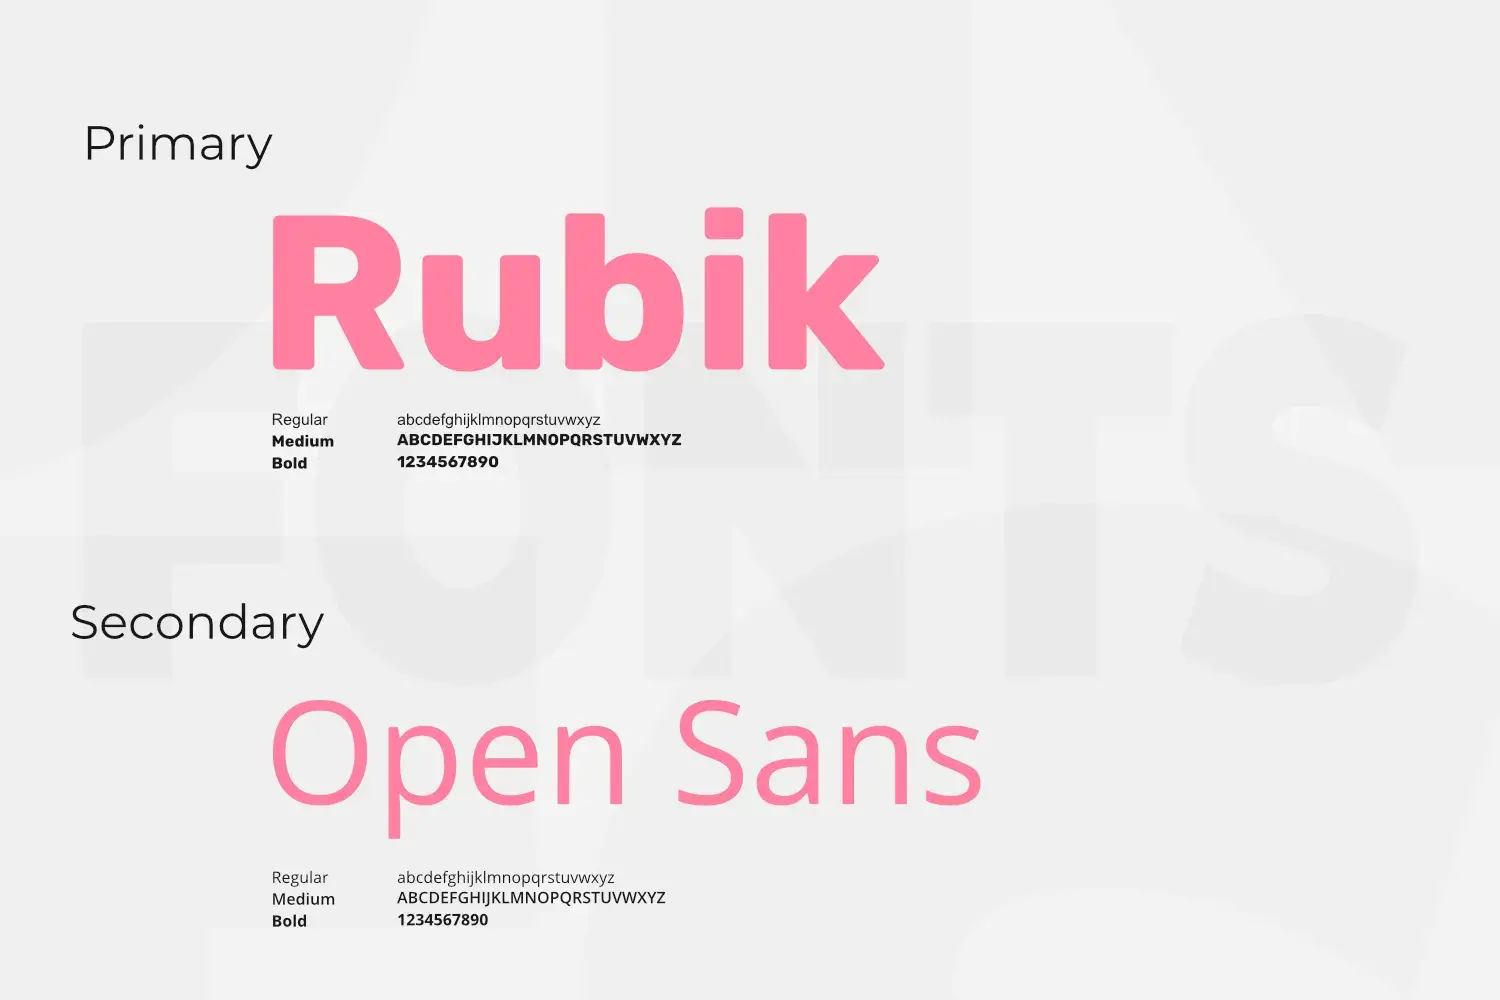 Primary
Rubik
Regular abcdefghijklmnopqrstuvwxyz
Medium ABCDEFGHIJKLMNOPQRSTUVWXYZ
Bold 1234567890
FONTS
Secondary
Open Sans
Regular abcdefghijklmnopqrstuvwxyz
Medium ABCDEFGHIJKLMNOPQRSTUVWXYZ
Bold 1234567890